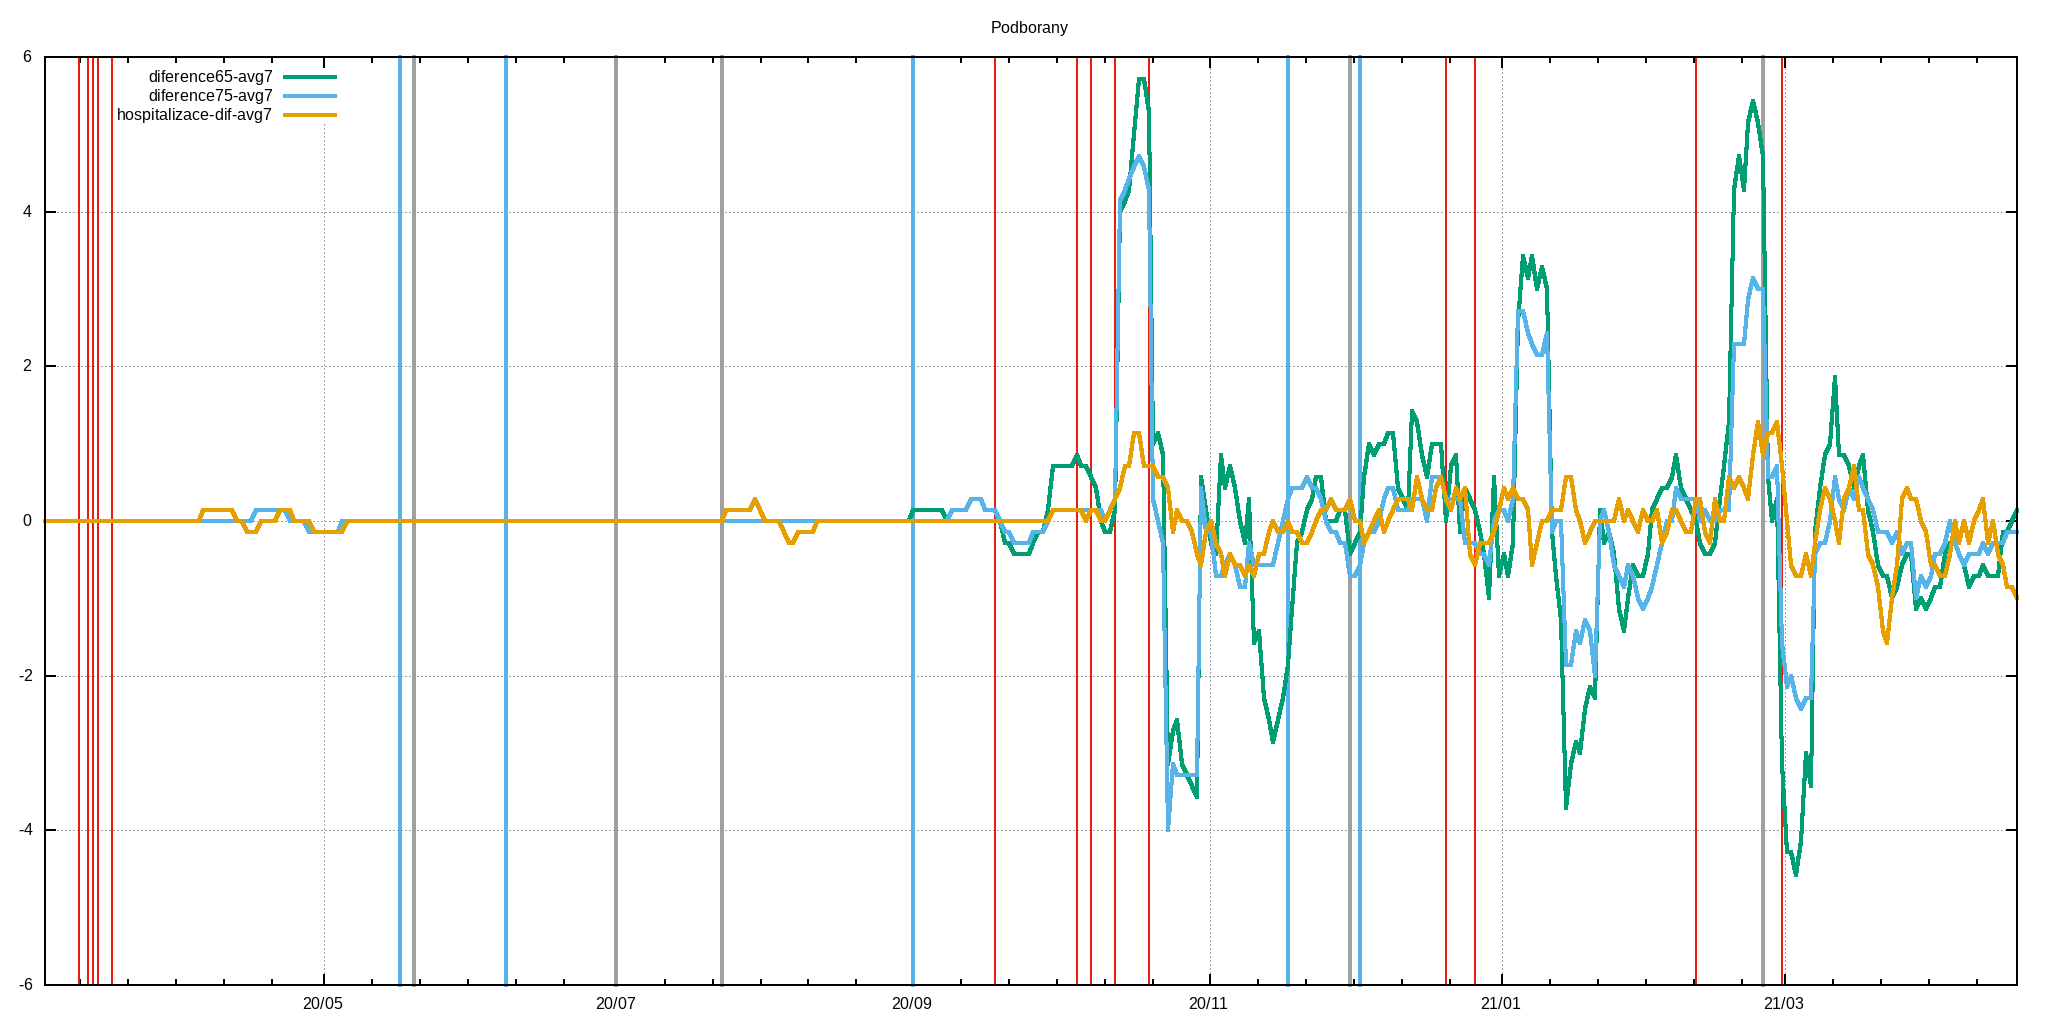 Podborany
6
diference65-avg7
diference75-avg7
hospitalizace-dif-avg7
4
2
0
-2
-4
-6
20/05 20/07 20/09 20/11 21/01 21/03